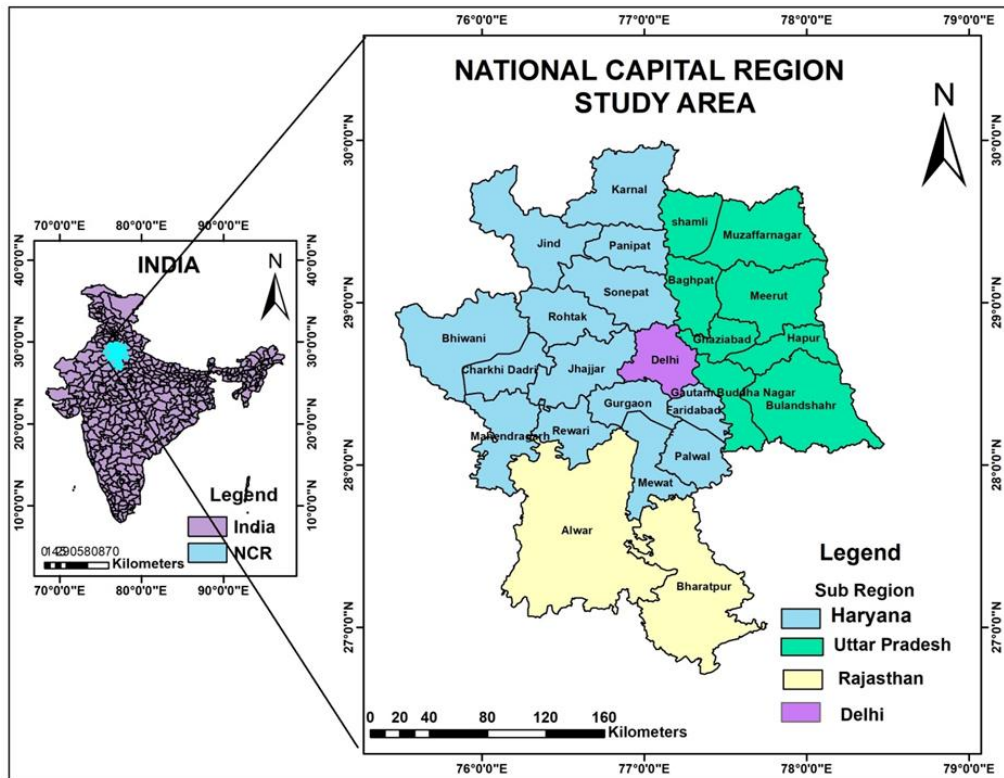 76°0'0"E 77°0'0"E 78°0'0"E 79°0'0"E
NATIONAL CAPITAL REGION
STUDY AREA
N
30°0'0"N
29°0'0"N
28°0'0"N
27°0'0"N
30°0'0"N
29°0'0"N
28°0'0"N
27°0'0"N
Karnal
shamli
Muzaffarnagar
Jind
Panipat
Baghpat
Sonepat
Meerut
Rohtak
Bhiwani
Ghaziabad
Hapur
Delhi
Charkhi Dadri
Jhajjar
Gautam Buddha Nagar
Gurgaon
Faridabad
Bulandshahr
Mahendragarh
Rewari
Palwal
Mewat
Alwar
Bharatpur
Legend
Sub Region
Haryana
Uttar Pradesh
Rajasthan
Delhi
0 20 40 80 120 160
Kilometers
76°0'0"E 77°0'0"E 78°0'0"E 79°0'0"E
70°0'0"E 80°0'0"E 90°0'0"E
INDIA
N
40°0'0"N
30°0'0"N
20°0'0"N
10°0'0"N
40°0'0"N
30°0'0"N
20°0'0"N
10°0'0"N
Legend
India
NCR
Kilometers
70°0'0"E 80°0'0"E 90°0'0"E